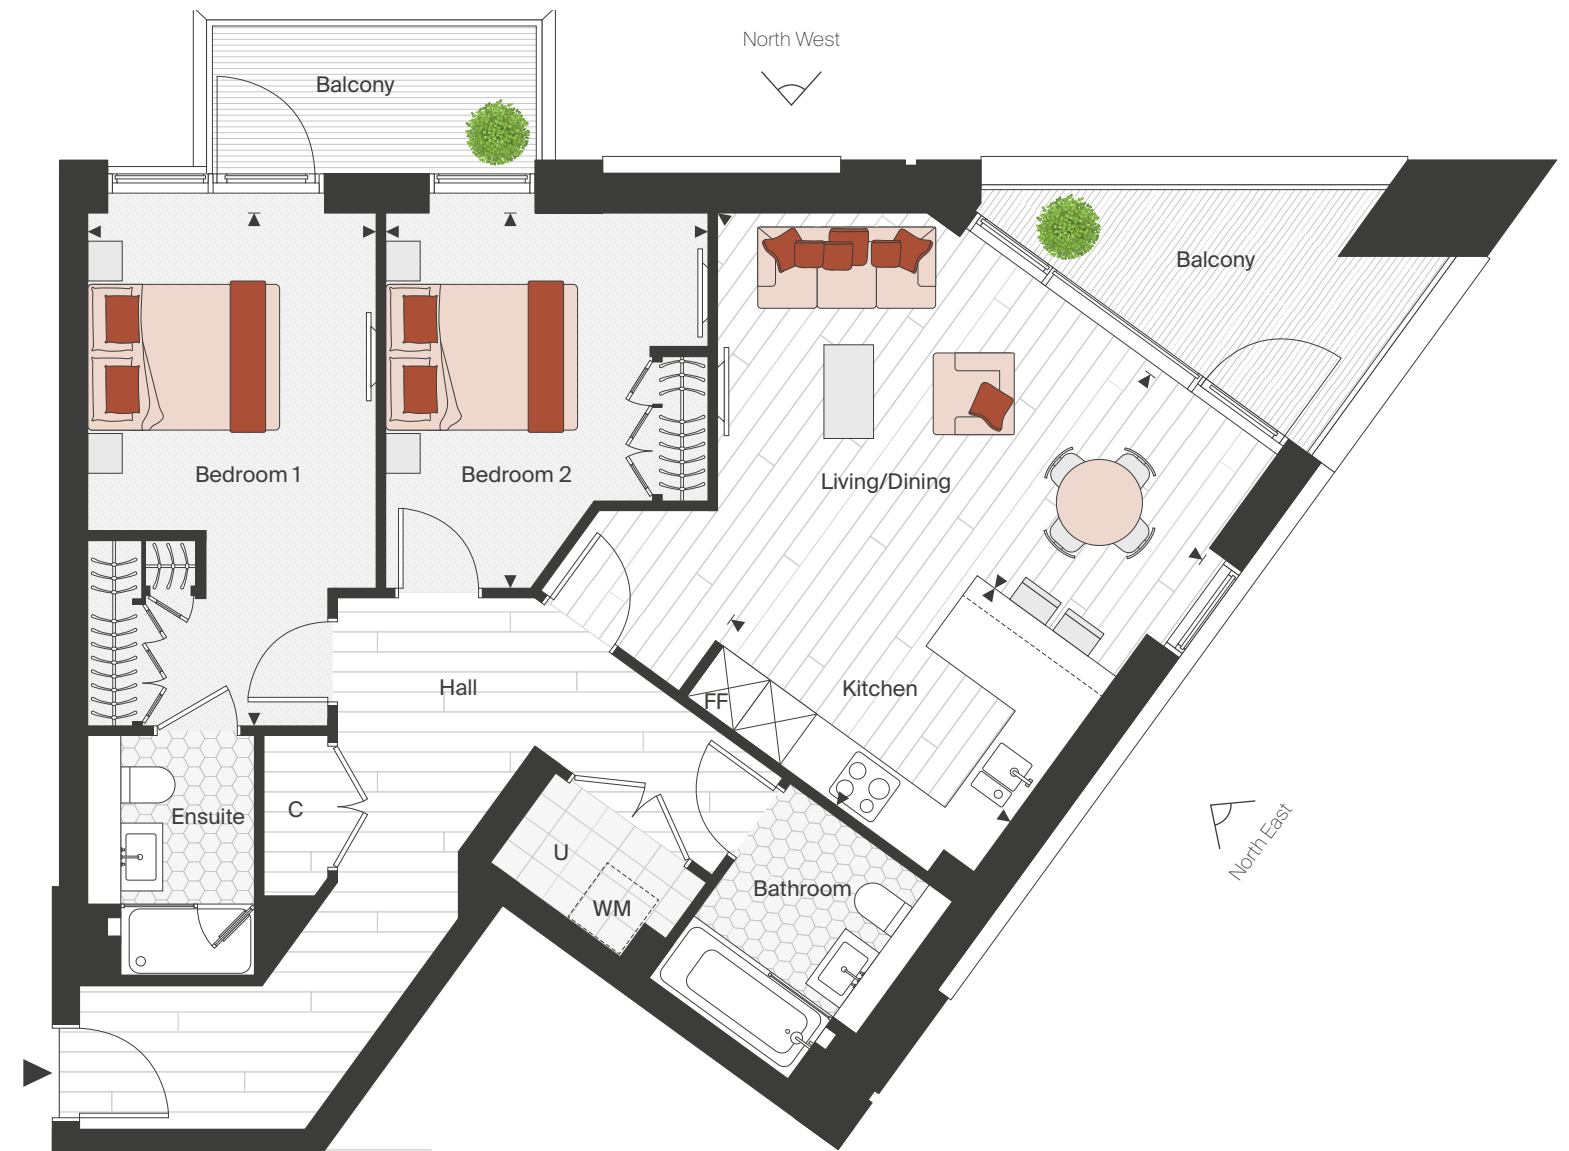 North West
Balcony
Balcony
Bedroom 1
Bedroom 2
Living/Dining
Hall
Kitchen
FF
Ensuite
C
U
WM
Bathroom
North East